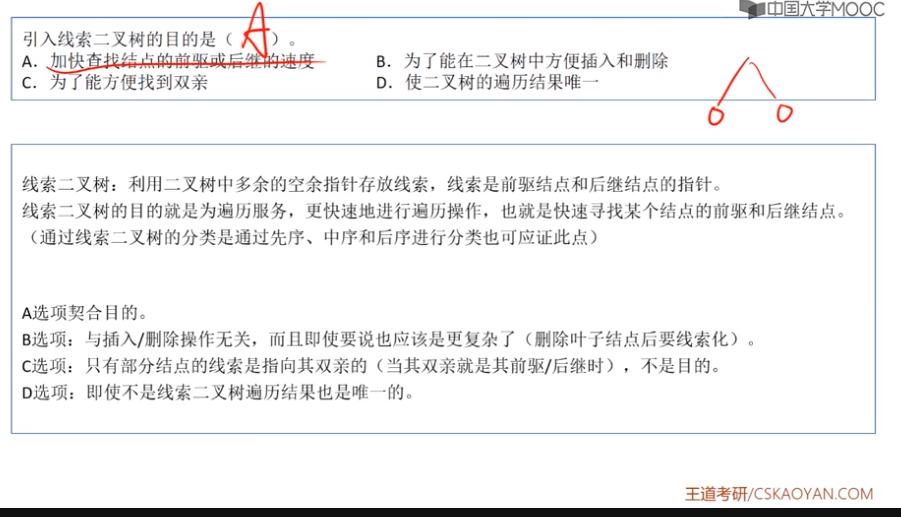 中国大学MOOC
引入线索二叉树的目的是（ A ）。
A. 加快查找结点的前驱或后继的速度 B. 为了能在二叉树中方便插入和删除
C. 为了能方便找到双亲 D. 使二叉树的遍历结果唯一
线索二叉树：利用二叉树中多余的空余指针存放线索，线索是前驱结点和后继结点的指针。
线索二叉树的目的就是为遍历服务，更快速地进行遍历操作，也就是快速寻找某个结点的前驱和后继结点。
（通过线索二叉树的分类是通过先序、中序和后序进行分类也可应证此点）
A选项契合目的。
B选项：与插入/删除操作无关，而且即使要说也应该是更复杂了（删除叶子结点后要线索化）。
C选项：只有部分结点的线索是指向其双亲的（当其双亲就是其前驱/后继时），不是目的。
D选项：即使不是线索二叉树遍历结果也是唯一的。
王道考研/CSKAOYAN.COM